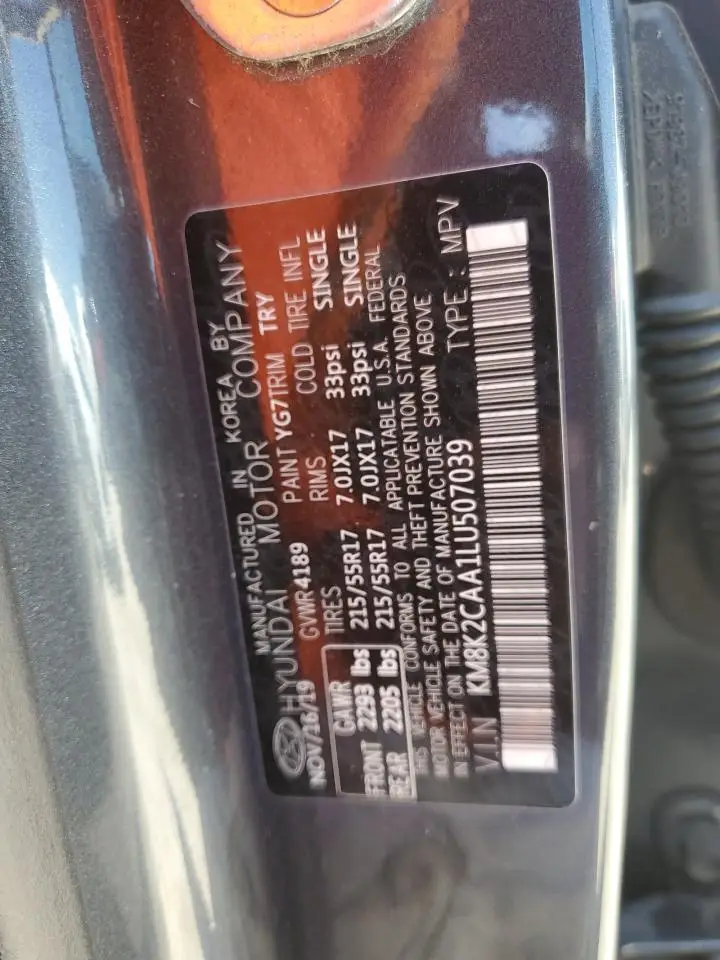 MANUFACTURED IN KOREA BY
HYUNDAI MOTOR COMPANY
NOV/16/19 GVWR 4189 PAINT YG7 TRIM TRY
GAWR TIRES RIMS COLD TIRE INFL
FRONT 2293 lbs 215/55R17 7.0JX17 33psi SINGLE
REAR 2205 lbs 215/55R17 7.0JX17 33psi SINGLE
THIS VEHICLE CONFORMS TO ALL APPLICATABLE U.S.A. FEDERAL
MOTOR VEHICLE SAFETY AND THEFT PREVENTION STANDARDS
IN EFFECT ON THE DATE OF MANUFACTURE SHOWN ABOVE
VIN KM8K2CAA1LU507039 TYPE : MPV